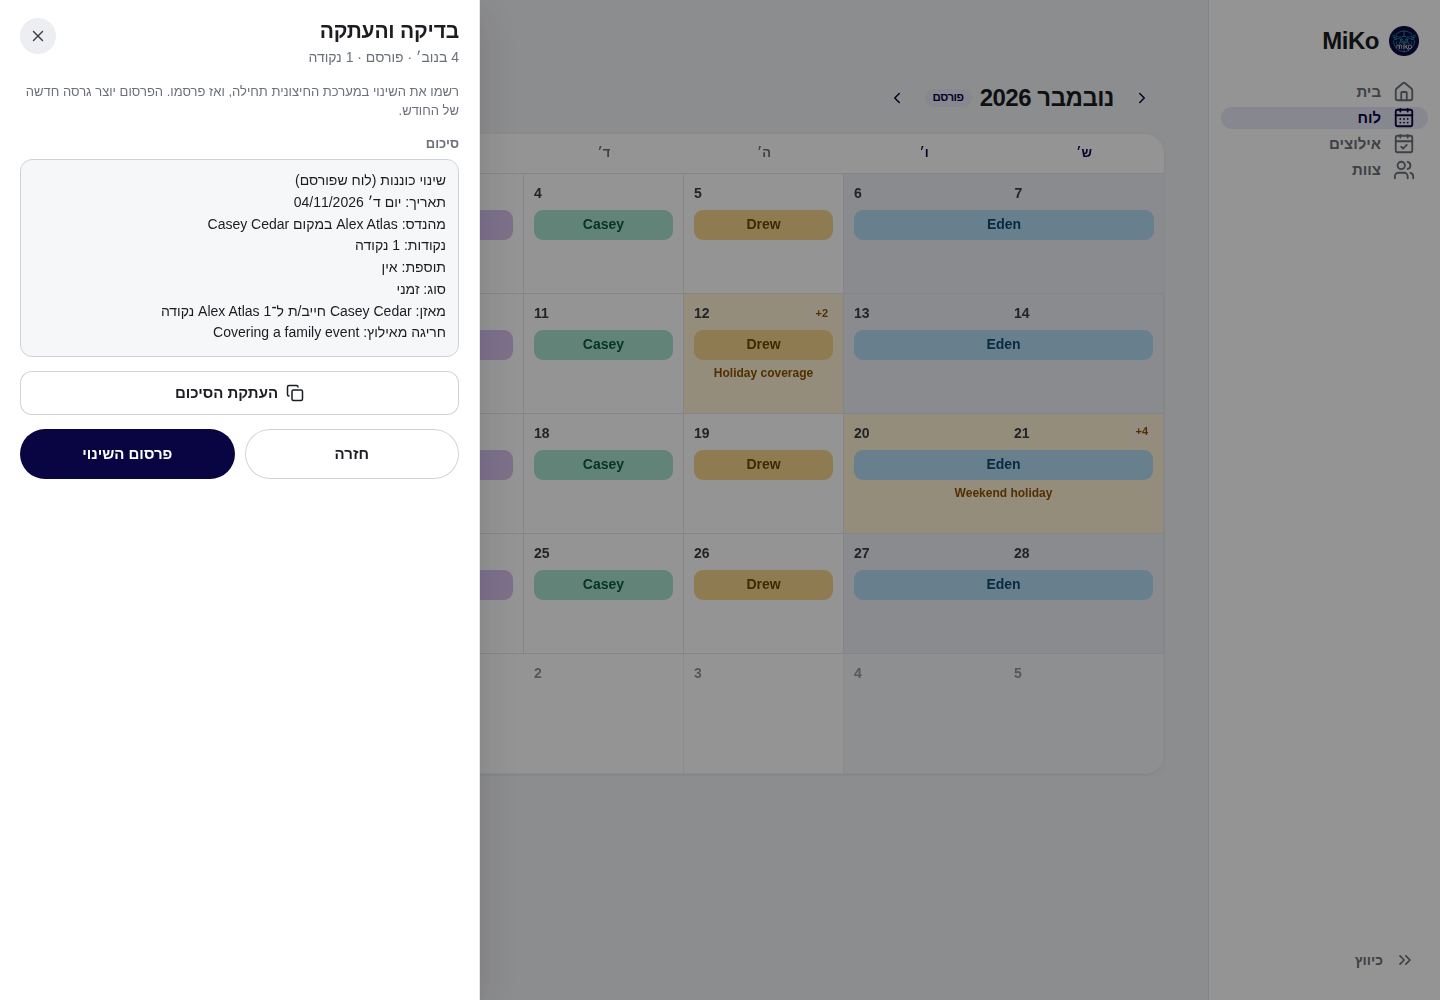 MiKo
בית
לוח
אילוצים
צוות
כיווץ
נובמבר 2026
פורסם
ש׳
ו׳
ה׳
ד׳
7
6
5
4
Eden
Drew
Casey
14
13
12
+2
11
Eden
Drew
Casey
Holiday coverage
+4
21
20
19
18
Eden
Drew
Casey
Weekend holiday
28
27
26
25
Eden
Drew
Casey
5
4
3
2
בדיקה והעתקה
4 בנוב׳ · פורסם · 1 נקודה
רשמו את השינוי במערכת החיצונית תחילה, ואז פרסמו. הפרסום יוצר גרסה חדשה
של החודש.
סיכום
שינוי כוננות (לוח שפורסם)
תאריך: יום ד׳ 04/11/2026
מהנדס: Alex Atlas במקום Casey Cedar
נקודות: 1 נקודה
תוספת: אין
סוג: זמני
מאזן: Casey Cedar חייב/ת ל־Alex Atlas 1 נקודה
חריגה מאילוץ: Covering a family event
העתקת הסיכום
חזרה
פרסום השינוי